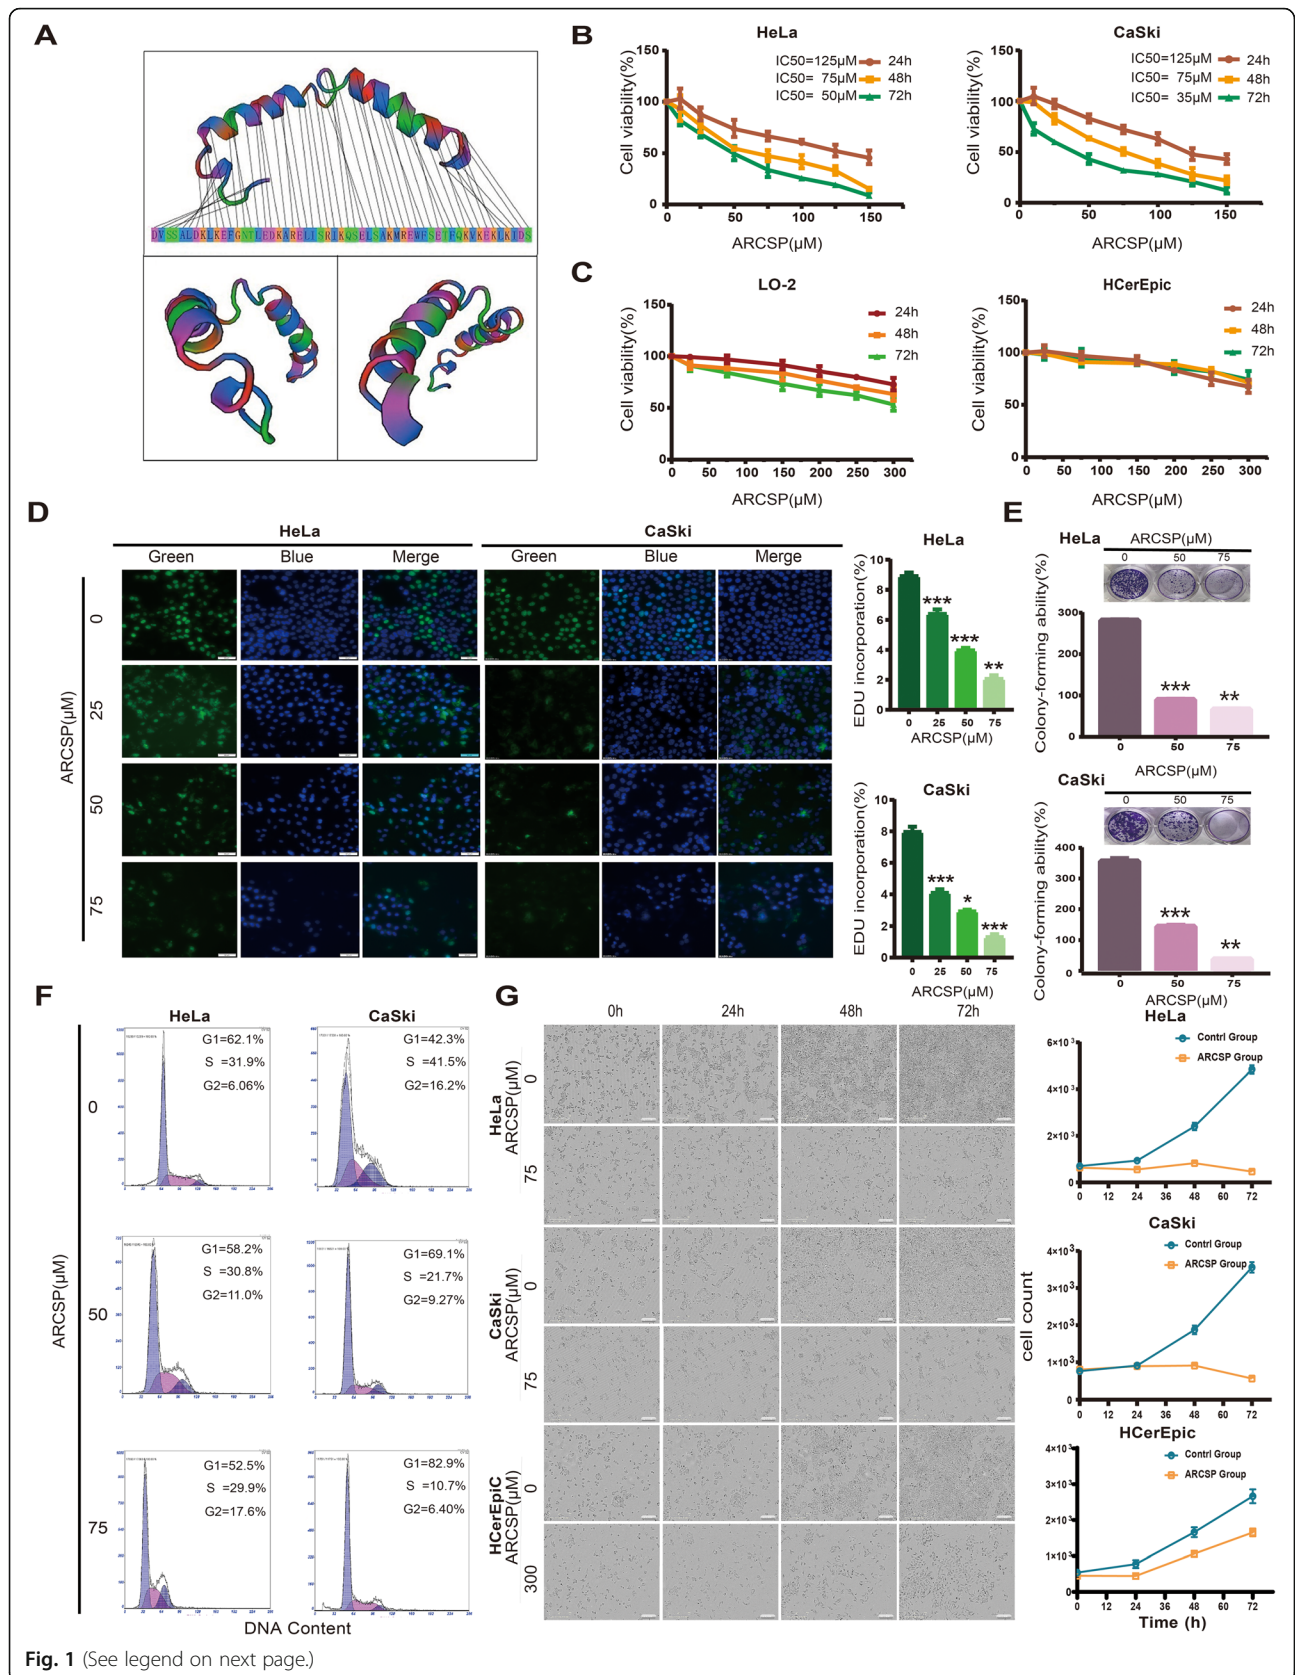 A
DVSSALDKLKEFGNTLEDKARELISRIKQSELSAKMREWFSETFQKVKEKLKIDS
B
HeLa
Cell viability(%)
150
100
50
0
IC50=125µM 24h
IC50= 75µM 48h
IC50= 50µM 72h
0 50 100 150
ARCSP(µM)
CaSki
Cell viability(%)
150
100
50
0
IC50=125µM 24h
IC50= 75µM 48h
IC50= 35µM 72h
0 50 100 150
ARCSP(µM)
C
LO-2
Cell viability(%)
150
100
50
0
24h
48h
72h
0 50 100 150 200 250 300
ARCSP(µM)
HCerEpic
Cell viability(%)
150
100
50
0
24h
48h
72h
0 50 100 150 200 250 300
ARCSP(µM)
D
HeLa CaSki
Green Blue Merge Green Blue Merge
ARCSP(µM)
0
25
50
75
HeLa
EDU incorporation(%)
10
8
6
4
2
0
*** *** **
0 25 50 75
ARCSP(µM)
CaSki
EDU incorporation(%)
10
8
6
4
2
0
*** * ***
0 25 50 75
ARCSP(µM)
E
HeLa ARCSP(µM)
0 50 75
Colony-forming ability(%)
300
200
100
0
*** **
0 50 75
ARCSP(µM)
CaSki
0 50 75
Colony-forming ability(%)
400
300
200
100
0
*** **
0 50 75
ARCSP(µM)
F
HeLa CaSki
ARCSP(µM)
0
G1=62.1%
S =31.9%
G2=6.06%
G1=42.3%
S =41.5%
G2=16.2%
50
G1=58.2%
S =30.8%
G2=11.0%
G1=69.1%
S =21.7%
G2=9.27%
75
G1=52.5%
S =29.9%
G2=17.6%
G1=82.9%
S =10.7%
G2=6.40%
DNA Content
G
0h 24h 48h 72h
HeLa
ARCSP(µM)
0
75
CaSki
ARCSP(µM)
0
75
HCerEpiC
ARCSP(µM)
0
300
cell count
HeLa
Contrl Group
ARCSP Group
6×10³
4×10³
2×10³
0
0 12 24 36 48 60 72
CaSki
Contrl Group
ARCSP Group
4×10³
3×10³
2×10³
1×10³
0
0 12 24 36 48 60 72
HCerEpic
Contrl Group
ARCSP Group
4×10³
3×10³
2×10³
1×10³
0
0 12 24 36 48 60 72
Time (h)
Fig. 1 (See legend on next page.)